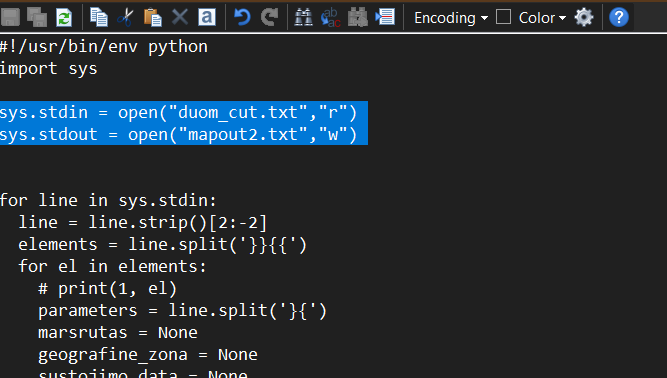 Encoding
Color
#!/usr/bin/env python
import sys
sys.stdin = open("duom_cut.txt","r")
sys.stdout = open("mapout2.txt","w")
for line in sys.stdin:
line = line.strip()[2:-2]
elements = line.split('}}{{')
for el in elements:
# print(1, el)
parameters = line.split('}{')
marsrutas = None
geografine_zona = None
sustojimo_data = None